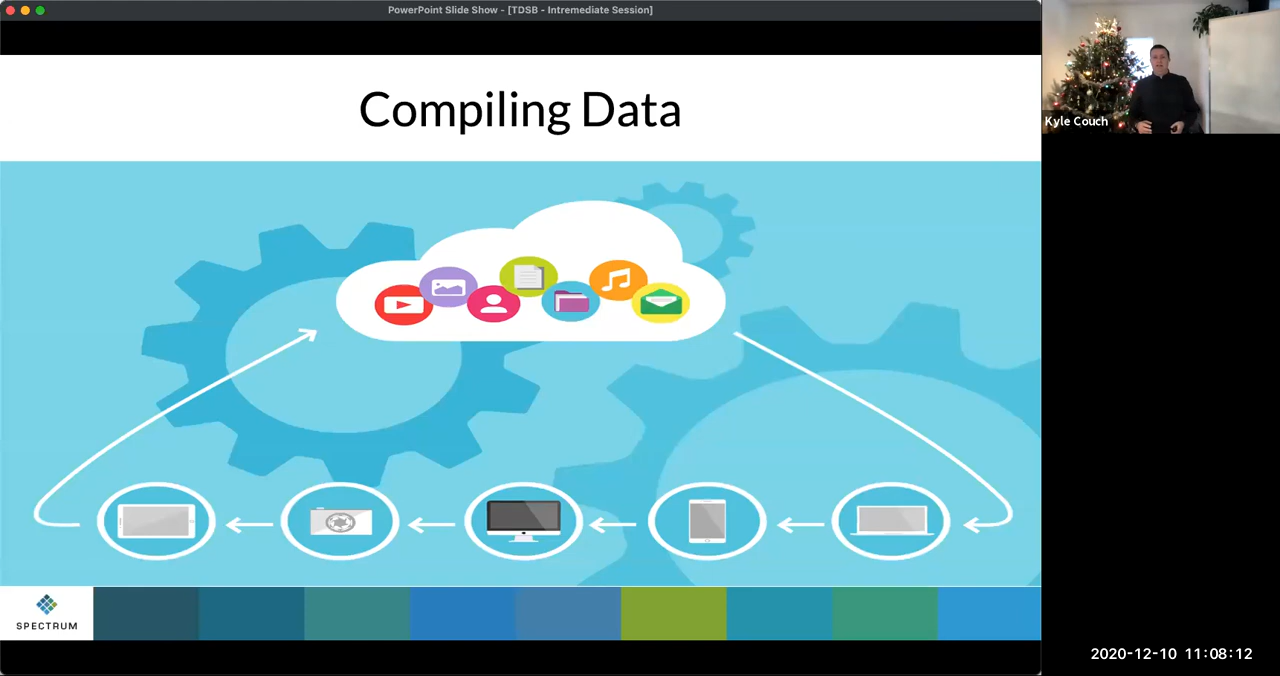 PowerPoint Slide Show - [TDSB - Intremediate Session]
Compiling Data
SPECTRUM
Kyle Couch
2020-12-10 11:08:12